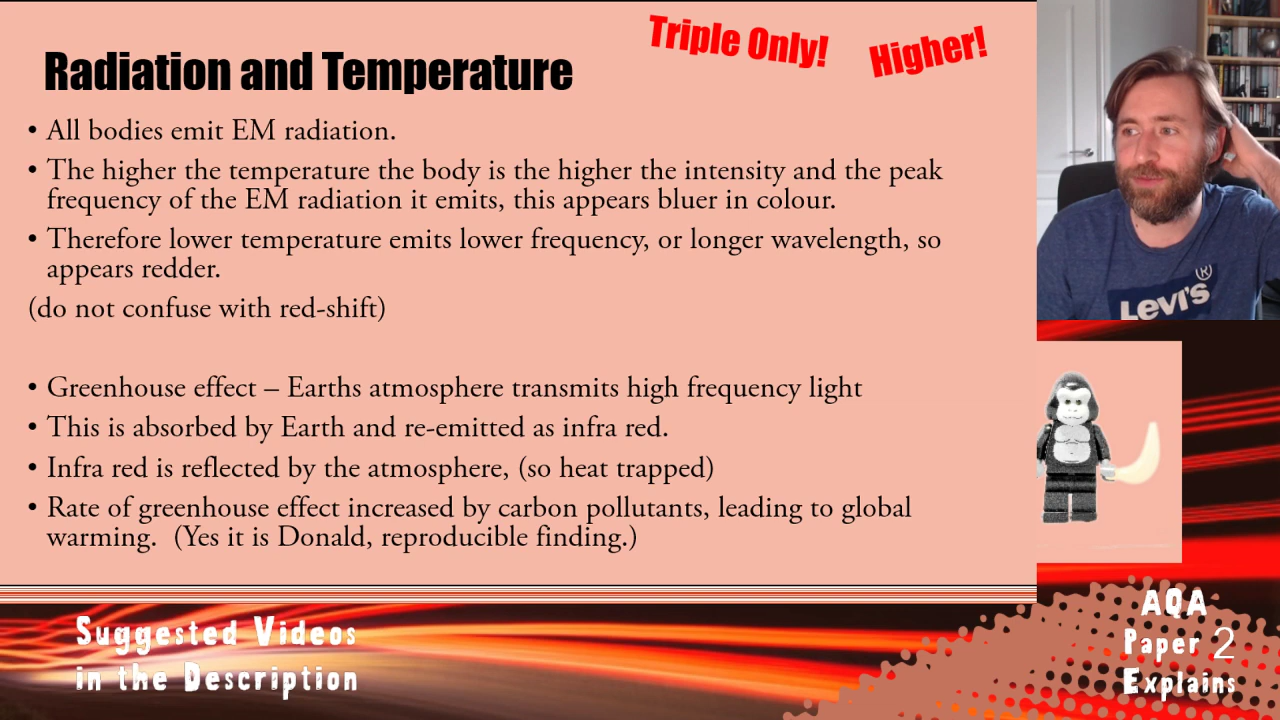 Triple Only!
Higher!
Radiation and Temperature
• All bodies emit EM radiation.
• The higher the temperature the body is the higher the intensity and the peak
frequency of the EM radiation it emits, this appears bluer in colour.
• Therefore lower temperature emits lower frequency, or longer wavelength, so
appears redder.
(do not confuse with red-shift)
• Greenhouse effect – Earths atmosphere transmits high frequency light
• This is absorbed by Earth and re-emitted as infra red.
• Infra red is reflected by the atmosphere, (so heat trapped)
• Rate of greenhouse effect increased by carbon pollutants, leading to global
warming. (Yes it is Donald, reproducible finding.)
Levi's®
Suggested Videos
in the Description
AQA
Paper 2
Explains